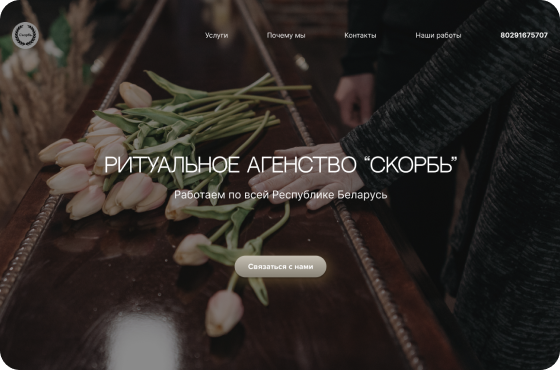 Скорбь
Услуги
Почему мы
Контакты
Наши работы
80291675707
РИТУАЛЬНОЕ АГЕНСТВО “СКОРБЬ”
Работаем по всей Республике Беларусь
Связаться с нами